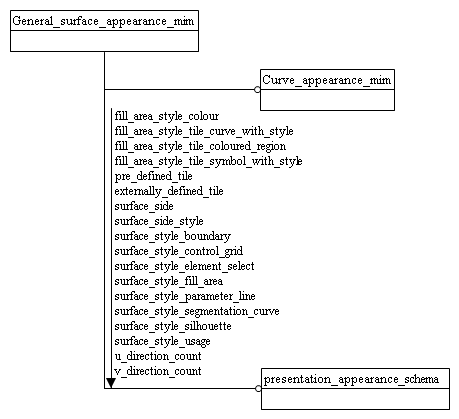 General_surface_appearance_mim
Curve_appearance_mim
fill_area_style_colour
fill_area_style_tile_curve_with_style
fill_area_style_tile_coloured_region
fill_area_style_tile_symbol_with_style
pre_defined_tile
externally_defined_tile
surface_side
surface_side_style
surface_style_boundary
surface_style_control_grid
surface_style_element_select
surface_style_fill_area
surface_style_parameter_line
surface_style_segmentation_curve
surface_style_silhouette
surface_style_usage
u_direction_count
v_direction_count
presentation_appearance_schema